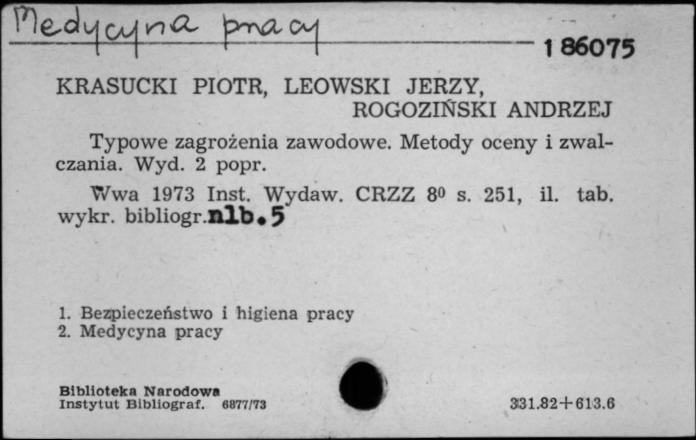 Medycyna pracy
186075
KRASUCKI PIOTR, LEOWSKI JERZY,
ROGOZIŃSKI ANDRZEJ
Typowe zagrożenia zawodowe. Metody oceny i zwal-
czania. Wyd. 2 popr.
Wwa 1973 Inst. Wydaw. CRZZ 8⁰ s. 251, il. tab.
wykr. bibliogr.nlb.5
1. Bezpieczeństwo i higiena pracy
2. Medycyna pracy
Biblioteka Narodowa
Instytut Bibliograf. 6877/73
331.82+613.6